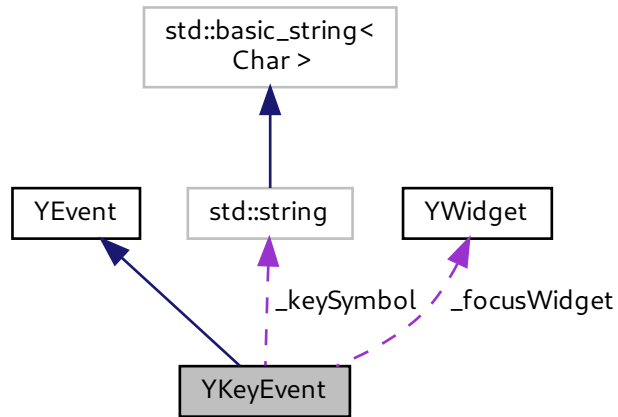 std::basic_string<
Char >
YEvent
std::string
YWidget
_keySymbol
_focusWidget
YKeyEvent